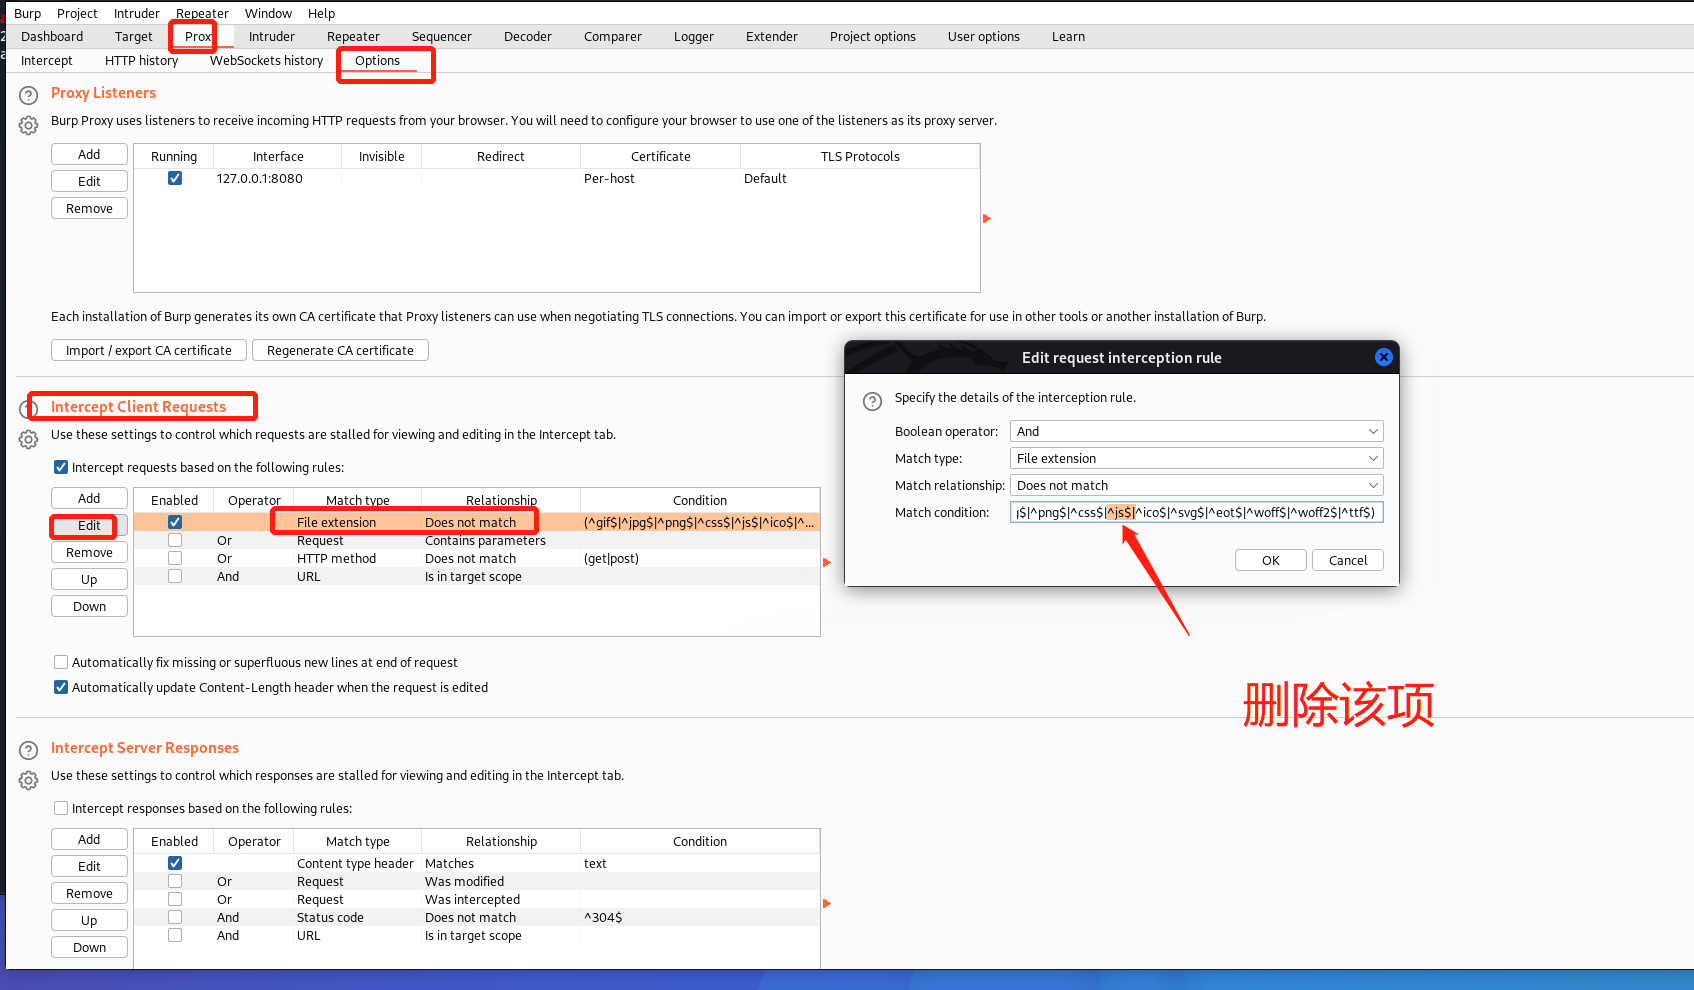 Burp Project Intruder Repeater Window Help
Dashboard Target Proxy Intruder Repeater Sequencer Decoder Comparer Logger Extender Project options User options Learn
Intercept HTTP history WebSockets history Options
Proxy Listeners
Burp Proxy uses listeners to receive incoming HTTP requests from your browser. You will need to configure your browser to use one of the listeners as its proxy server.
Add
Edit
Remove
Running Interface Invisible Redirect Certificate TLS Protocols
127.0.0.1:8080 Per-host Default
Each installation of Burp generates its own CA certificate that Proxy listeners can use when negotiating TLS connections. You can import or export this certificate for use in other tools or another installation of Burp.
Import / export CA certificate Regenerate CA certificate
Intercept Client Requests
Use these settings to control which requests are stalled for viewing and editing in the Intercept tab.
Intercept requests based on the following rules:
Add
Edit
Remove
Up
Down
Enabled Operator Match type Relationship Condition
File extension Does not match (^gif$|^jpg$|^png$|^css$|^js$|^ico$|^...
Or Request Contains parameters
Or HTTP method Does not match (get|post)
And URL Is in target scope
Automatically fix missing or superfluous new lines at end of request
Automatically update Content-Length header when the request is edited
Edit request interception rule
Specify the details of the interception rule.
Boolean operator: And
Match type: File extension
Match relationship: Does not match
Match condition: $|^png$|^css$|^js$|^ico$|^svg$|^eot$|^woff$|^woff2$|^ttf$)
OK Cancel
删除该项
Intercept Server Responses
Use these settings to control which responses are stalled for viewing and editing in the Intercept tab.
Intercept responses based on the following rules:
Add
Edit
Remove
Up
Down
Enabled Operator Match type Relationship Condition
Content type header Matches text
Or Request Was modified
Or Request Was intercepted
And Status code Does not match ^304$
And URL Is in target scope